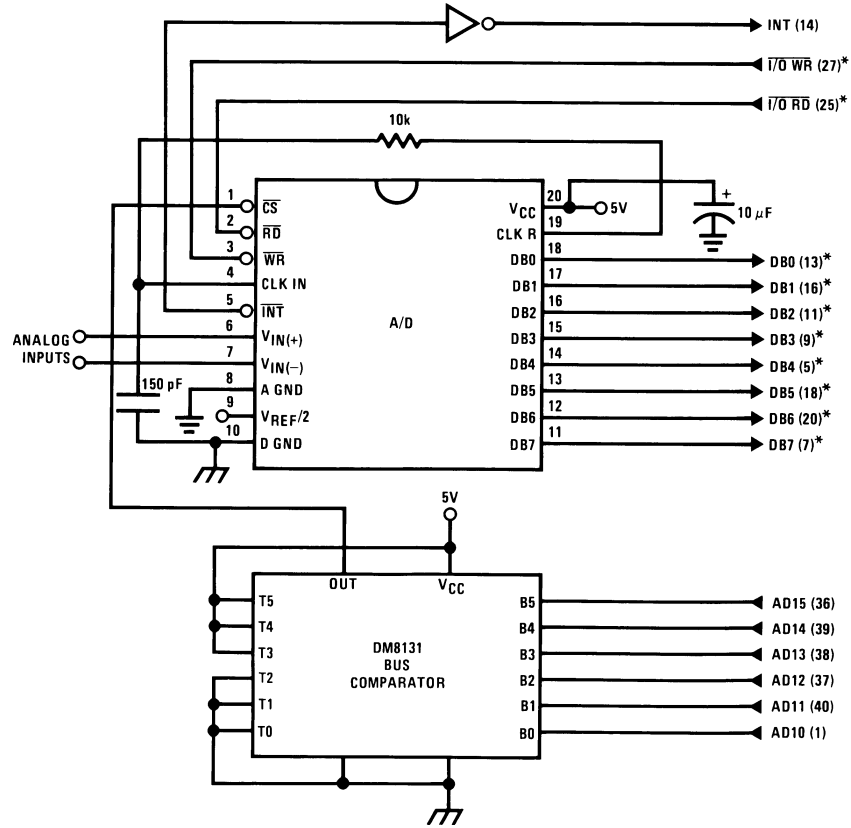 INT (14)
I/O WR (27)*
I/O RD (25)*
10k
1
CS
20
VCC
5V
+
10 µF
2
RD
19
CLK R
3
WR
18
DB0
DB0 (13)*
4
CLK IN
17
DB1
DB1 (16)*
5
INT
16
DB2
DB2 (11)*
A/D
ANALOG
INPUTS
6
VIN(+)
15
DB3
DB3 (9)*
7
VIN(−)
14
DB4
DB4 (5)*
150 pF
8
A GND
13
DB5
DB5 (18)*
9
VREF/2
12
DB6
DB6 (20)*
10
D GND
11
DB7
DB7 (7)*
5V
OUT
VCC
T5
B5
AD15 (36)
T4
B4
AD14 (39)
T3
B3
AD13 (38)
DM8131
BUS
COMPARATOR
T2
B2
AD12 (37)
T1
B1
AD11 (40)
T0
B0
AD10 (1)